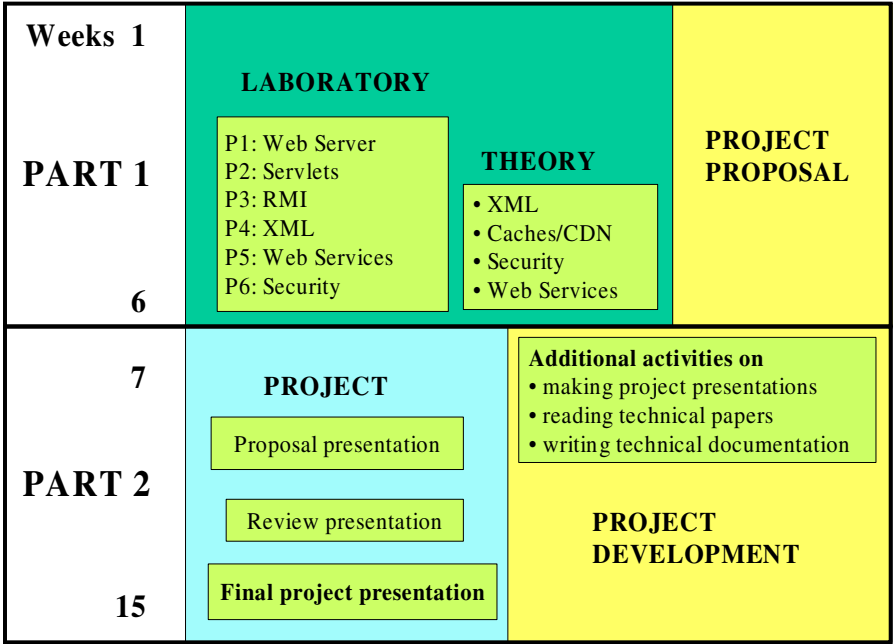 Weeks 1
PART 1
6
LABORATORY
P1: Web Server
P2: Servlets
P3: RMI
P4: XML
P5: Web Services
P6: Security
THEORY
• XML
• Caches/CDN
• Security
• Web Services
PROJECT
PROPOSAL
7
PART 2
15
PROJECT
Proposal presentation
Review presentation
Final project presentation
Additional activities on
• making project presentations
• reading technical papers
• writing technical documentation
PROJECT
DEVELOPMENT